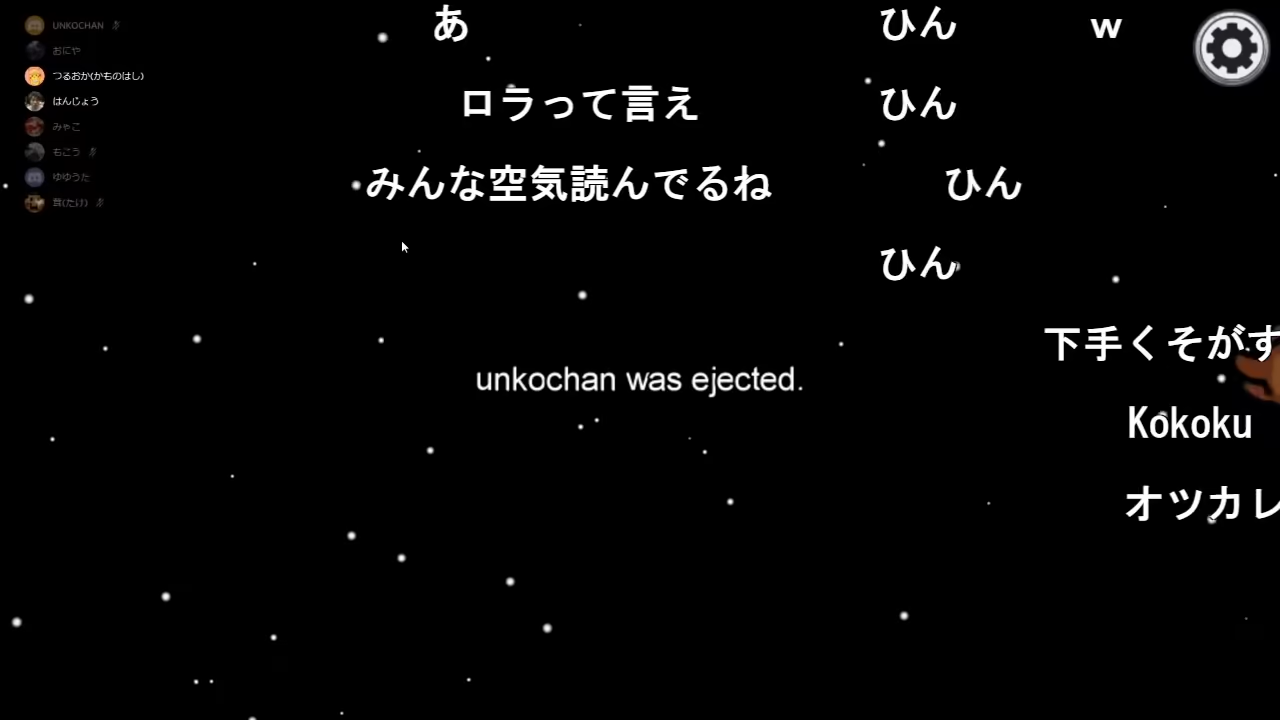 UNKOCHAN
おにや
つるおか(かものはし)
はんじょう
みゃこ
もこう
ゆゆうた
あ
ひん
w
ロラって言え
ひん
みんな空気読んでるね
ひん
ひん
下手くそがす
unkochan was ejected.
Kokoku
オツカレ